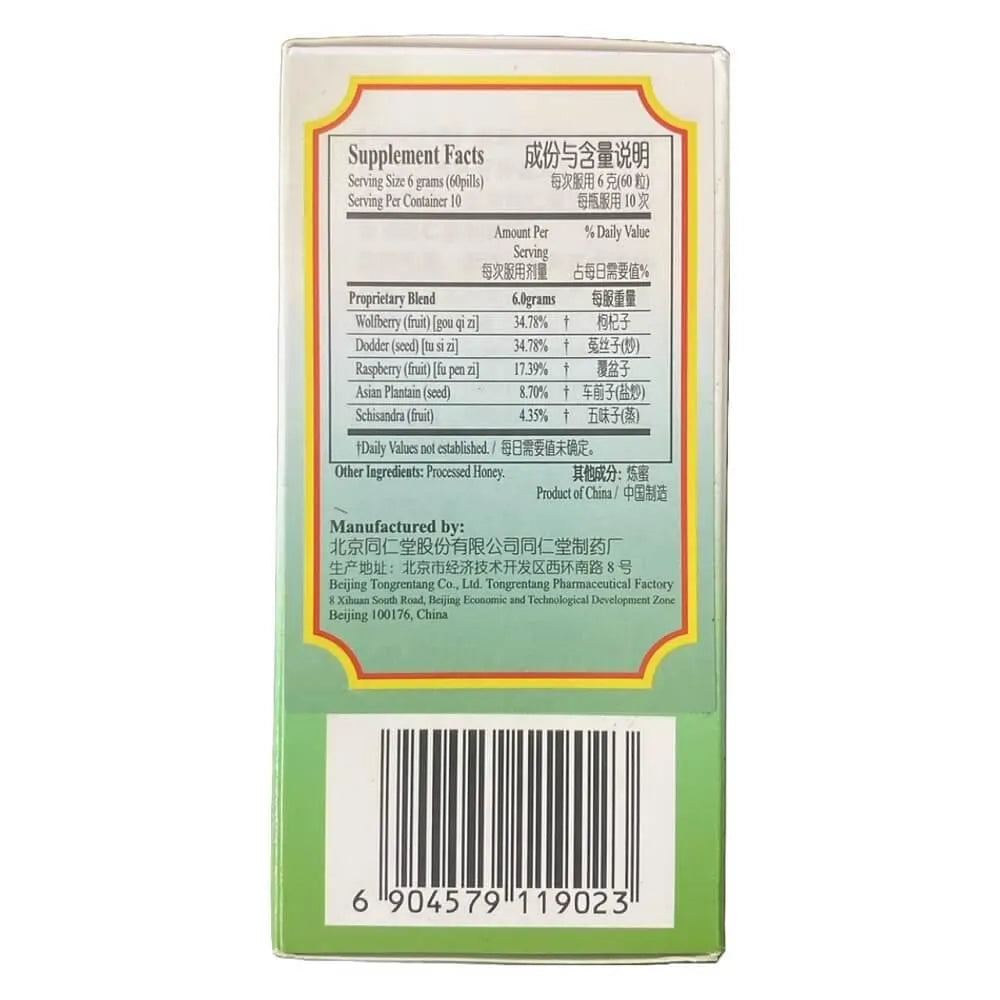 Supplement Facts 成份与含量说明
Serving Size 6 grams (60pills) 每次服用 6 克(60 粒)
Serving Per Container 10 每瓶服用 10 次
Amount Per % Daily Value
Serving
每次服用剂量 占每日需要值%
Proprietary Blend 6.0grams 每服重量
Wolfberry (fruit) [gou qi zi] 34.78% † 枸杞子
Dodder (seed) [tu si zi] 34.78% † 菟丝子(炒)
Raspberry (fruit) [fu pen zi] 17.39% † 覆盆子
Asian Plantain (seed) 8.70% † 车前子(盐炒)
Schisandra (fruit) 4.35% † 五味子(蒸)
†Daily Values not established. / 每日需要值未确定。
Other Ingredients: Processed Honey. 其他成分: 炼蜜
Product of China / 中国制造
Manufactured by:
北京同仁堂股份有限公司同仁堂制药厂
生产地址: 北京市经济技术开发区西环南路 8 号
Beijing Tongrentang Co., Ltd. Tongrentang Pharmaceutical Factory
8 Xihuan South Road, Beijing Economic and Technological Development Zone
Beijing 100176, China
6 904579 119023